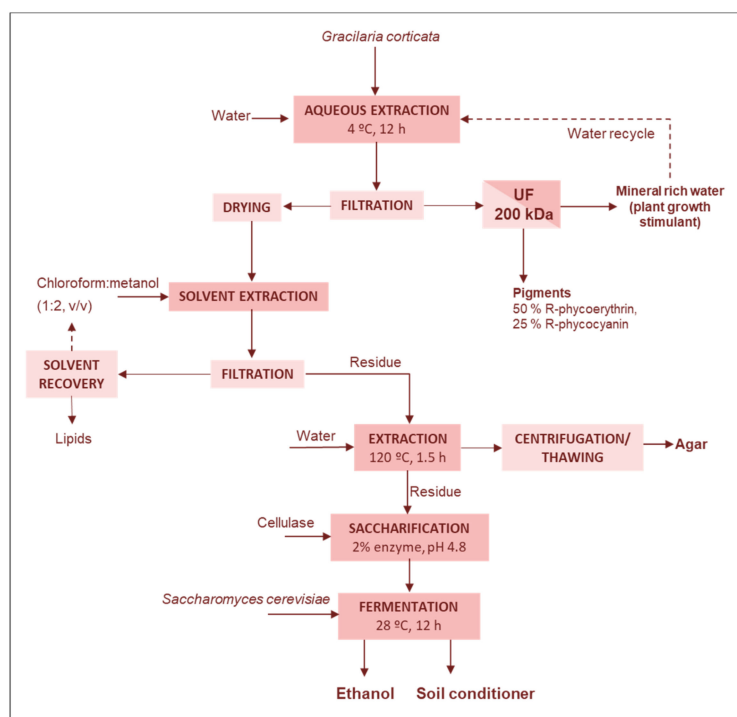 Gracilaria corticata
AQUEOUS EXTRACTION
4 ºC, 12 h
Water
Water recycle
DRYING
FILTRATION
UF
200 kDa
Mineral rich water
(plant growth
stimulant)
Chloroform:metanol
(1:2, v/v)
SOLVENT EXTRACTION
Pigments
50 % R-phycoerythrin,
25 % R-phycocyanin
SOLVENT
RECOVERY
FILTRATION
Residue
Lipids
Water
EXTRACTION
120 ºC, 1.5 h
CENTRIFUGATION/
THAWING
Agar
Residue
Cellulase
SACCHARIFICATION
2% enzyme, pH 4.8
Saccharomyces cerevisiae
FERMENTATION
28 ºC, 12 h
Ethanol
Soil conditioner